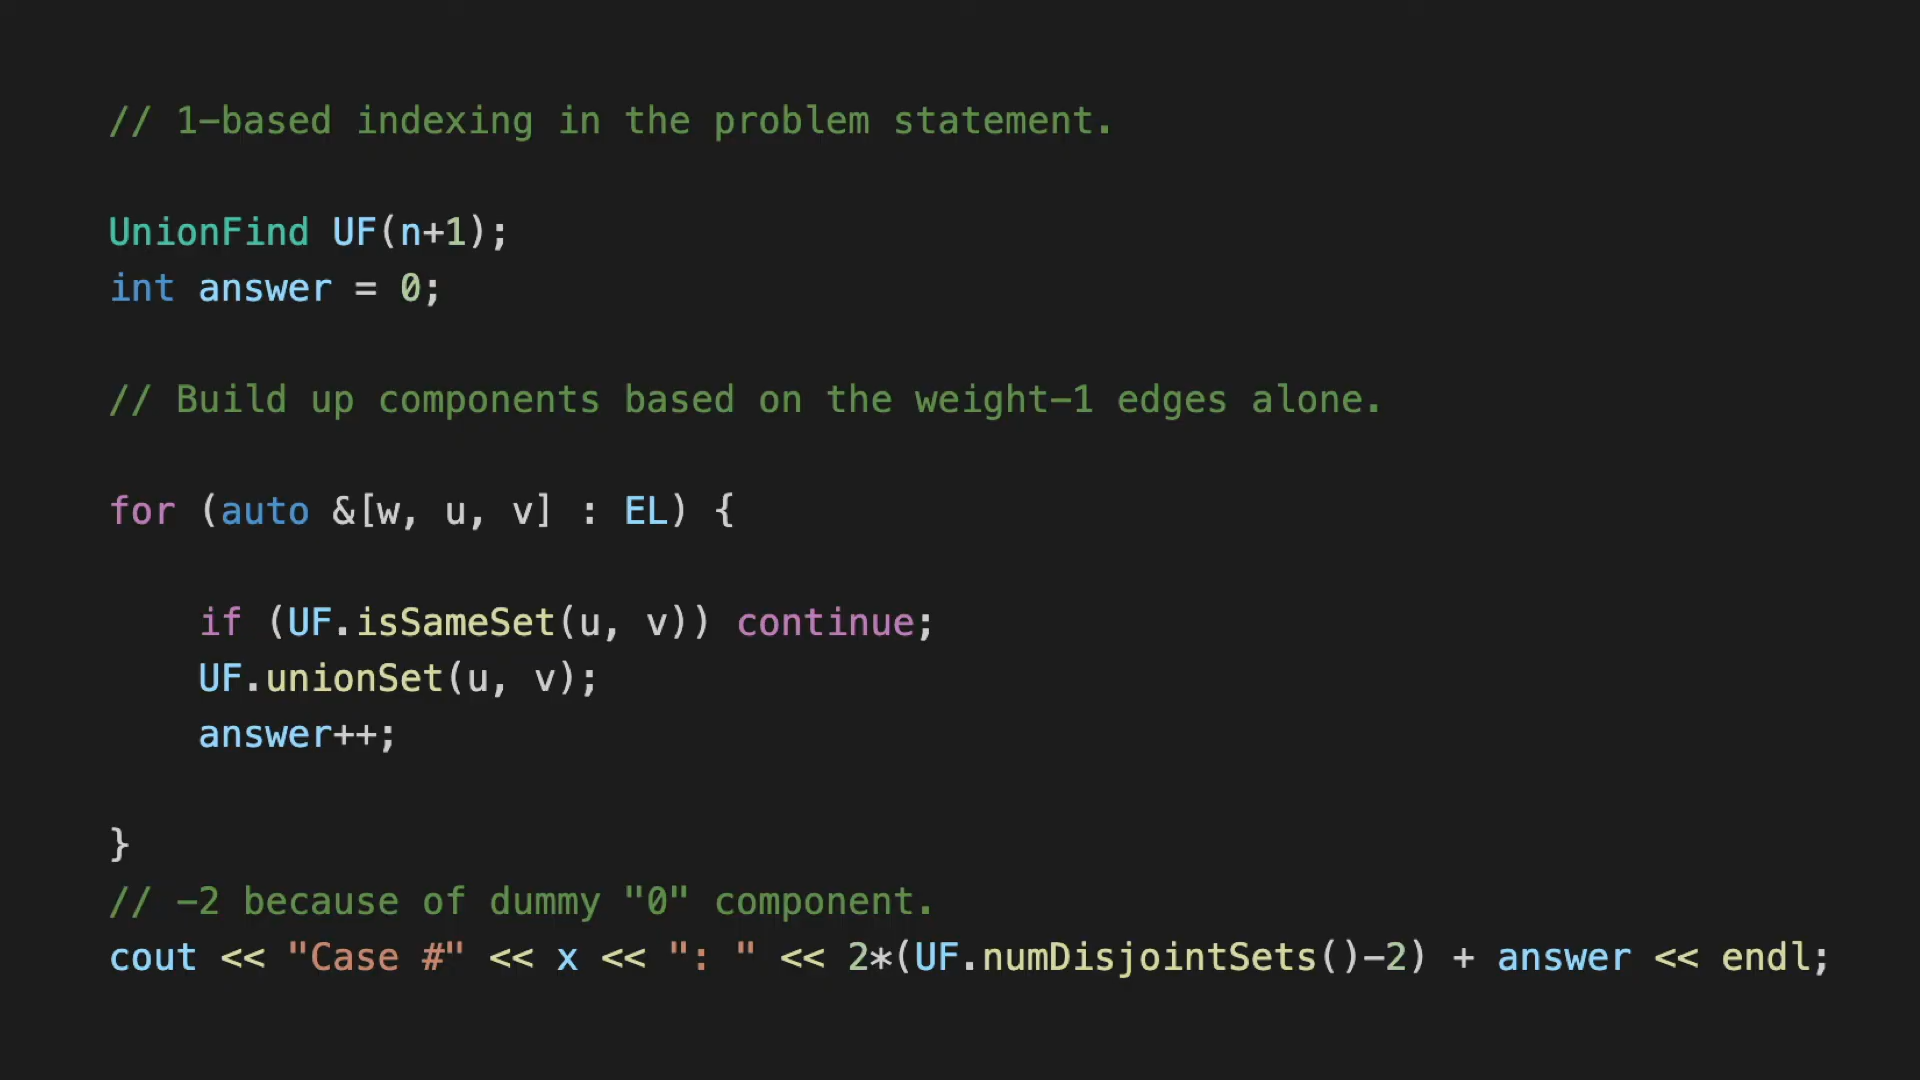 // 1-based indexing in the problem statement.
UnionFind UF(n+1);
int answer = 0;
// Build up components based on the weight-1 edges alone.
for (auto &[w, u, v] : EL) {
if (UF.isSameSet(u, v)) continue;
UF.unionSet(u, v);
answer++;
}
// -2 because of dummy "0" component.
cout << "Case #" << x << ": " << 2*(UF.numDisjointSets()-2) + answer << endl;